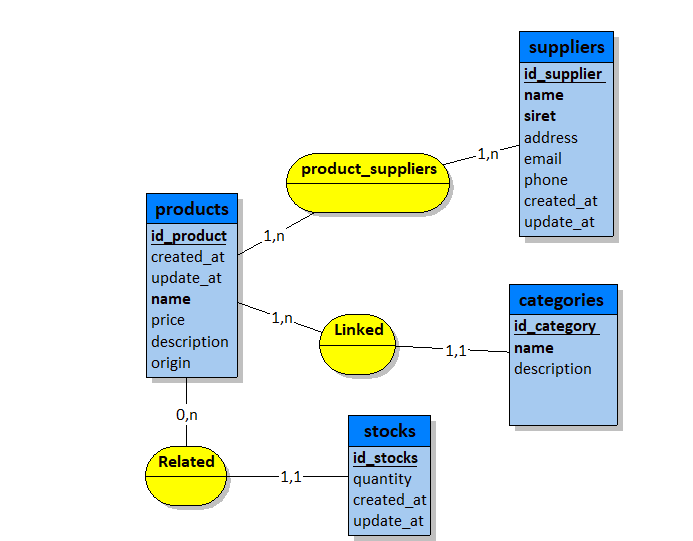 suppliers
id_supplier
name
siret
address
email
phone
created_at
update_at
1,n
product_suppliers
1,n
products
id_product
created_at
update_at
name
price
description
origin
1,n
Linked
1,1
categories
id_category
name
description
0,n
Related
1,1
stocks
id_stocks
quantity
created_at
update_at